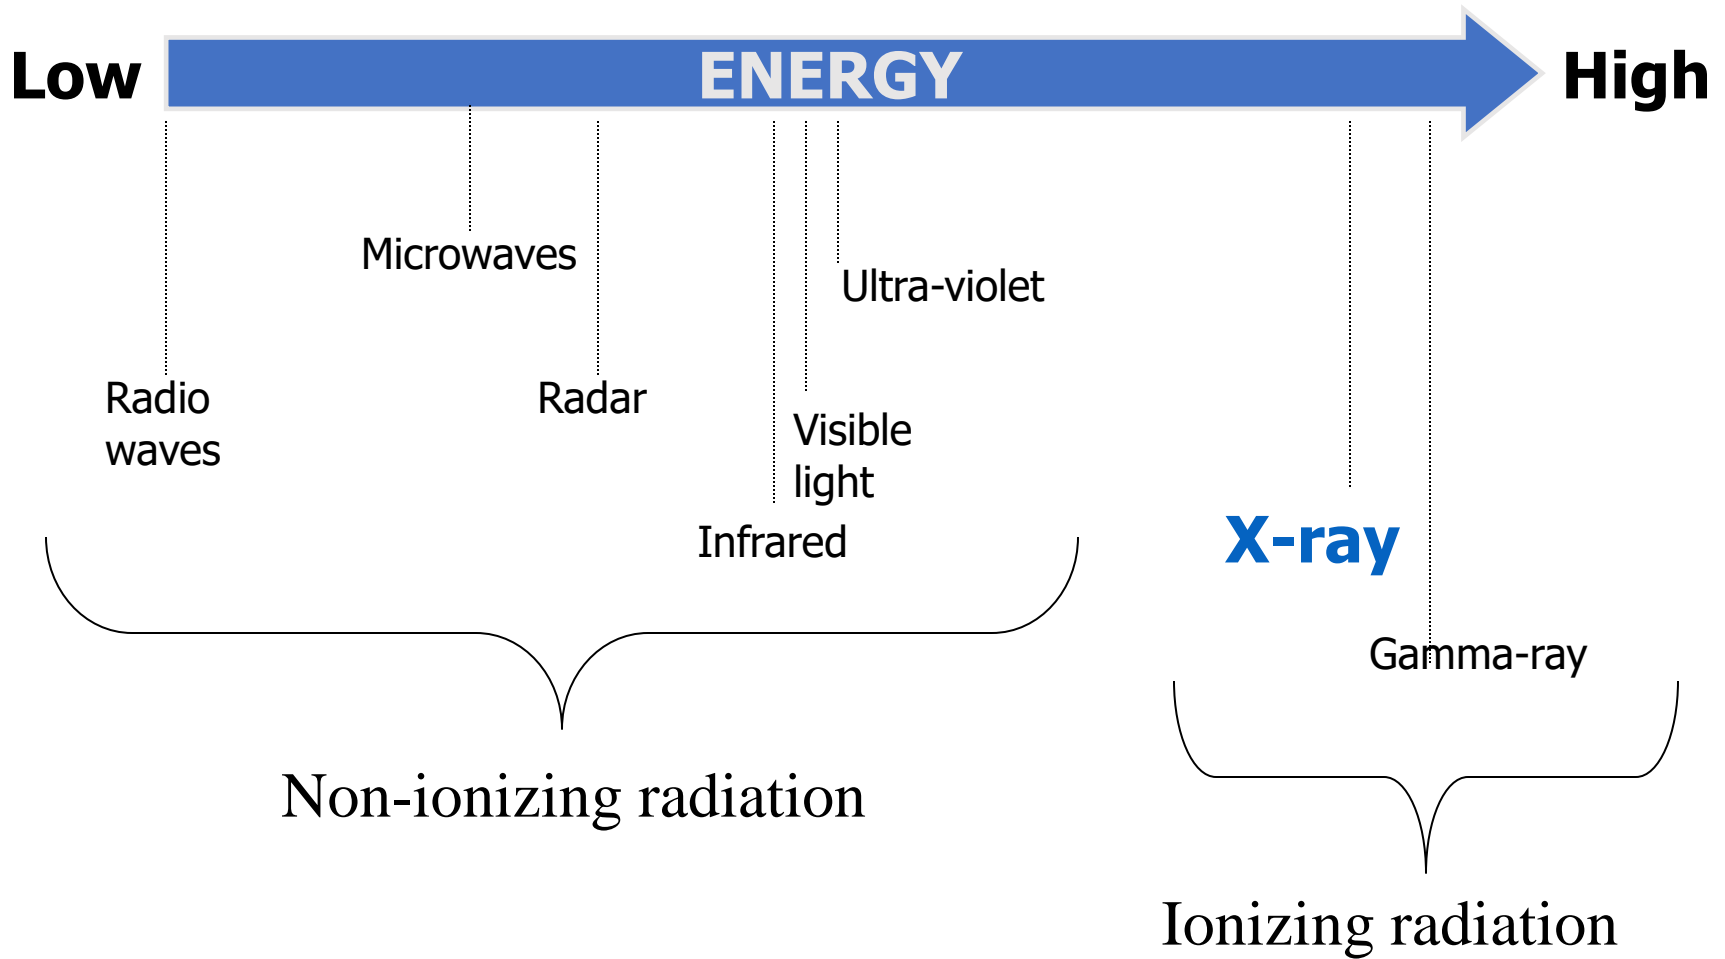 Low
ENERGY
High
Microwaves
Ultra-violet
Radio
waves
Radar
Visible
light
Infrared
X-ray
Gamma-ray
Non-ionizing radiation
Ionizing radiation